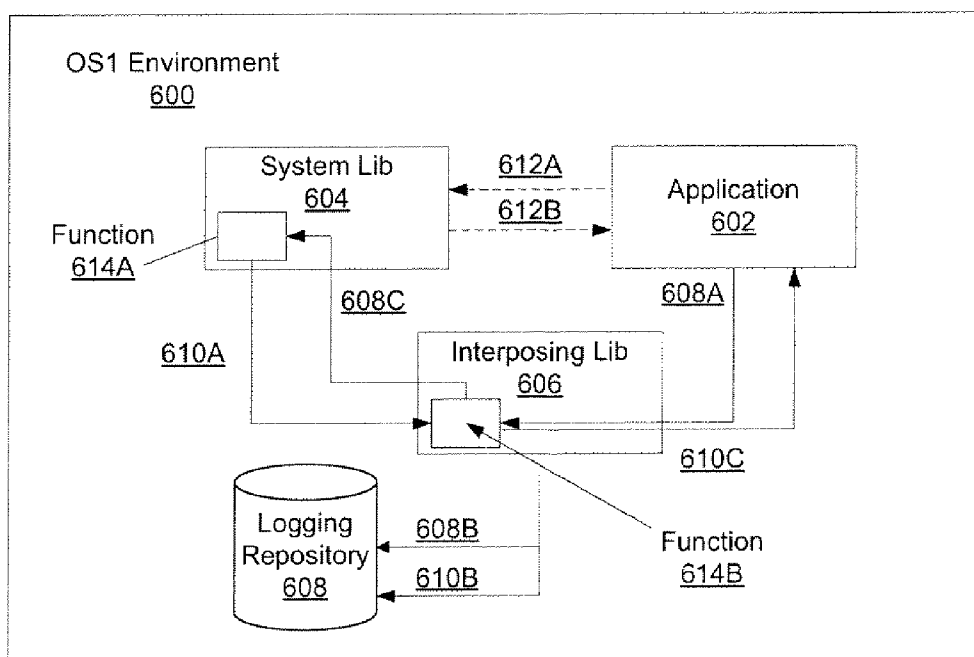 OS1 Environment
600
System Lib
604
612A
612B
Application
602
Function
614A
608C
608A
610A
Interposing Lib
606
610C
Logging
Repository
608
608B
610B
Function
614B